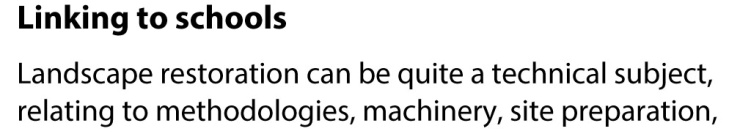 Linking to schools
Landscape restoration can be quite a technical subject,
relating to methodologies, machinery, site preparation,